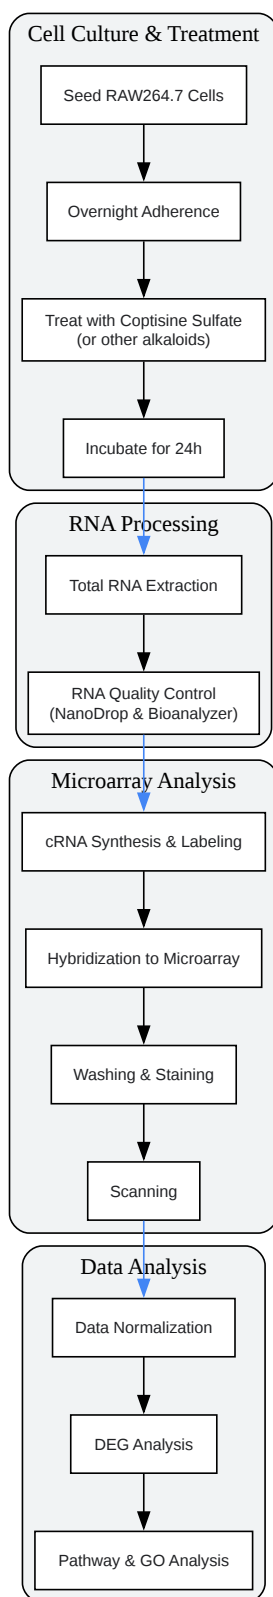 Cell Culture & Treatment
Seed RAW264.7 Cells
Overnight Adherence
Treat with Coptisine Sulfate
(or other alkaloids)
Incubate for 24h
RNA Processing
Total RNA Extraction
RNA Quality Control
(NanoDrop & Bioanalyzer)
Microarray Analysis
cRNA Synthesis & Labeling
Hybridization to Microarray
Washing & Staining
Scanning
Data Analysis
Data Normalization
DEG Analysis
Pathway & GO Analysis